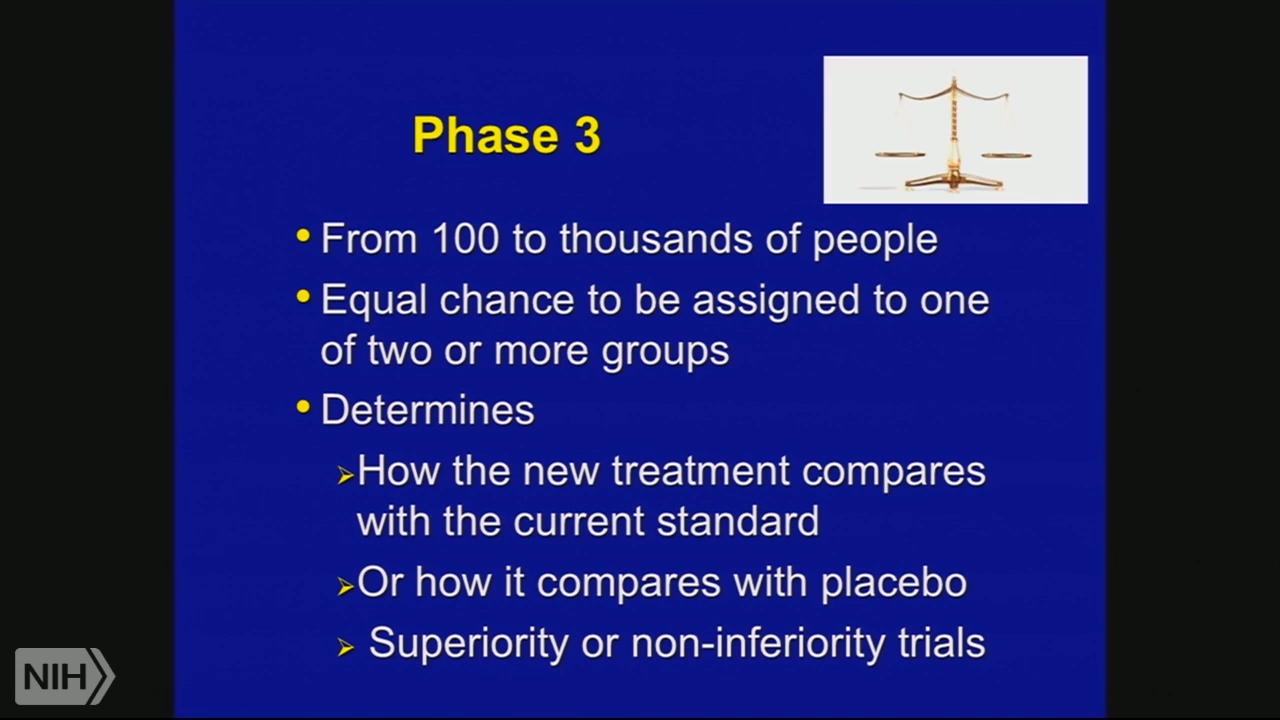 Phase 3
• From 100 to thousands of people
• Equal chance to be assigned to one
of two or more groups
• Determines
➢How the new treatment compares
with the current standard
➢Or how it compares with placebo
➢ Superiority or non-inferiority trials
NIH